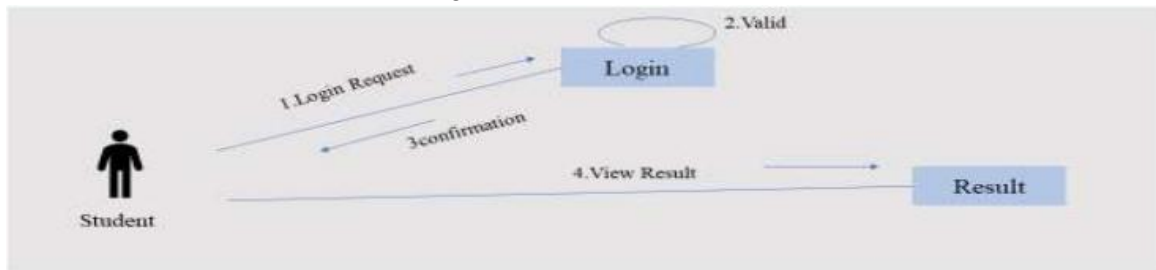 2.Valid
Login
1.Login Request
3confirmation
4.View Result
Result
Student